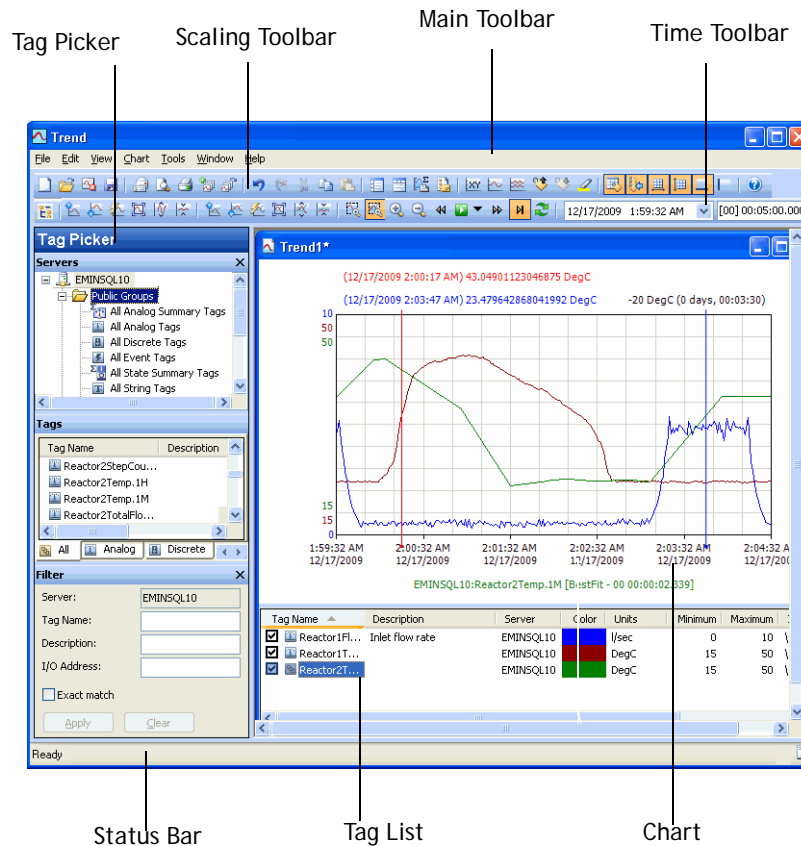 Main Toolbar
Tag Picker
Scaling Toolbar
Time Toolbar
Trend
File Edit View Chart Tools Window Help
12/17/2009 1:59:32 AM
[00] 00:05:00.000
Tag Picker
Servers
EMINSQL10
Public Groups
All Analog Summary Tags
All Analog Tags
All Discrete Tags
All Event Tags
All State Summary Tags
All String Tags
Tags
Tag Name Description
Reactor2StepCou...
Reactor2Temp.1H
Reactor2Temp.1M
Reactor2TotalFlo...
All Analog Discrete
Filter
Server: EMINSQL10
Tag Name:
Description:
I/O Address:
Exact match
Apply Clear
Ready
Trend1*
(12/17/2009 2:00:17 AM) 43.04901123046875 DegC
(12/17/2009 2:03:47 AM) 23.479642868041992 DegC -20 DegC (0 days, 00:03:30)
10
50
50
15
15
0
1:59:32 AM 2:00:32 AM 2:01:32 AM 2:02:32 AM 2:03:32 AM 2:04:32 A
12/17/2009 12/17/2009 12/17/2009 12/17/2009 12/17/2009 12/17/200
EMINSQL10:Reactor2Temp.1M [BestFit - 00 00:00:02.339]
Tag Name Description Server Color Units Minimum Maximum
Reactor1Fl... Inlet flow rate EMINSQL10 l/sec 0 10
Reactor1T... EMINSQL10 DegC 15 50
Reactor2T... EMINSQL10 DegC 15 50
Status Bar
Tag List
Chart